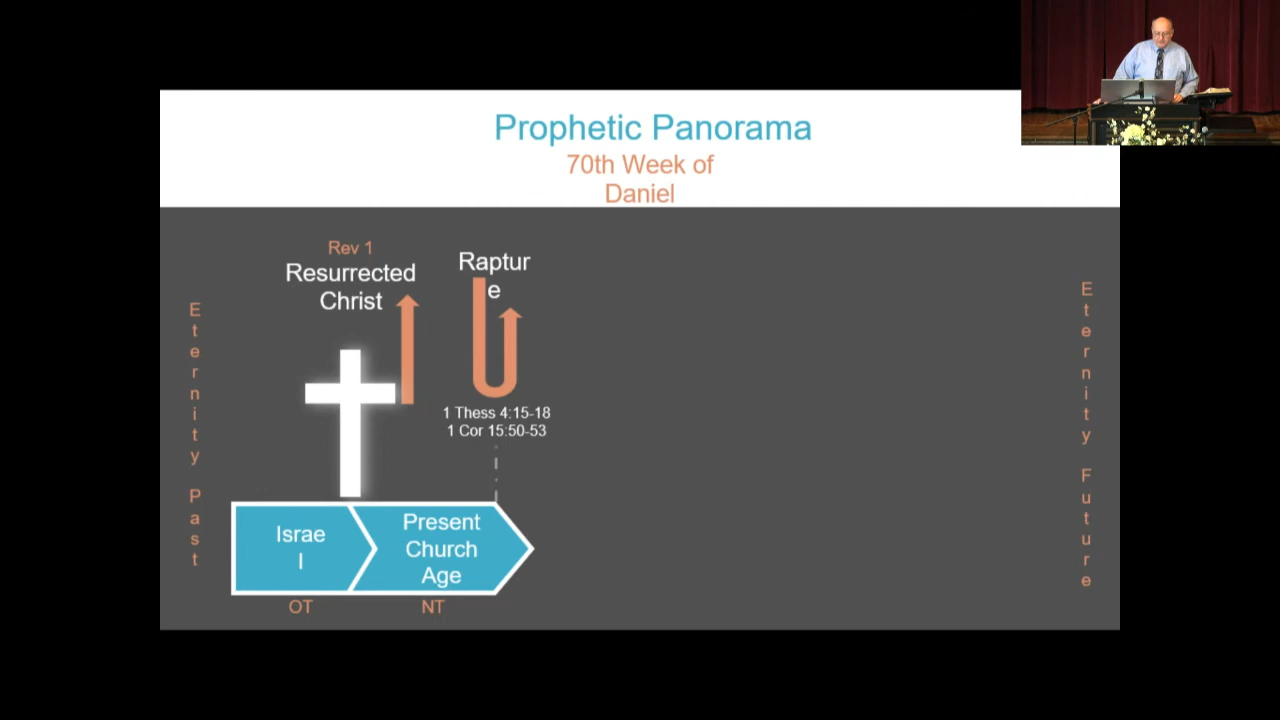 Prophetic Panorama
70th Week of
Daniel
Rev 1
Resurrected
Christ
Raptur
e
1 Thess 4:15-18
1 Cor 15:50-53
E
t
e
r
n
i
t
y
P
a
s
t
E
t
e
r
n
i
t
y
F
u
t
u
r
e
Israe
l
Present
Church
Age
OT
NT